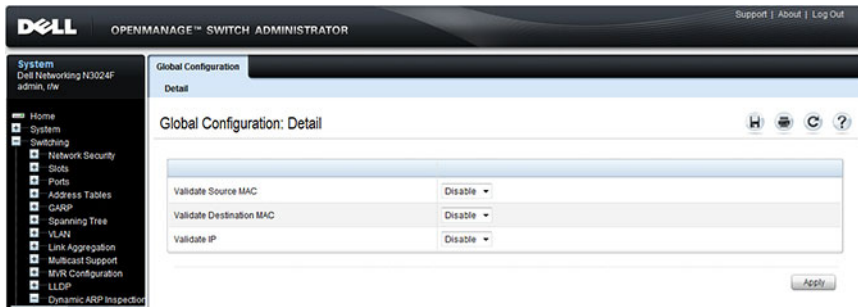 DELL OPENMANAGE™ SWITCH ADMINISTRATOR
Support | About | Log Out
System
Dell Networking N3024F
admin, r/w
Home
System
Switching
Network Security
Slots
Ports
Address Tables
GARP
Spanning Tree
VLAN
Link Aggregation
Multicast Support
MVR Configuration
LLDP
Dynamic ARP Inspection
Global Configuration
Detail
Global Configuration: Detail
H C ?
Validate Source MAC Disable
Validate Destination MAC Disable
Validate IP Disable
Apply